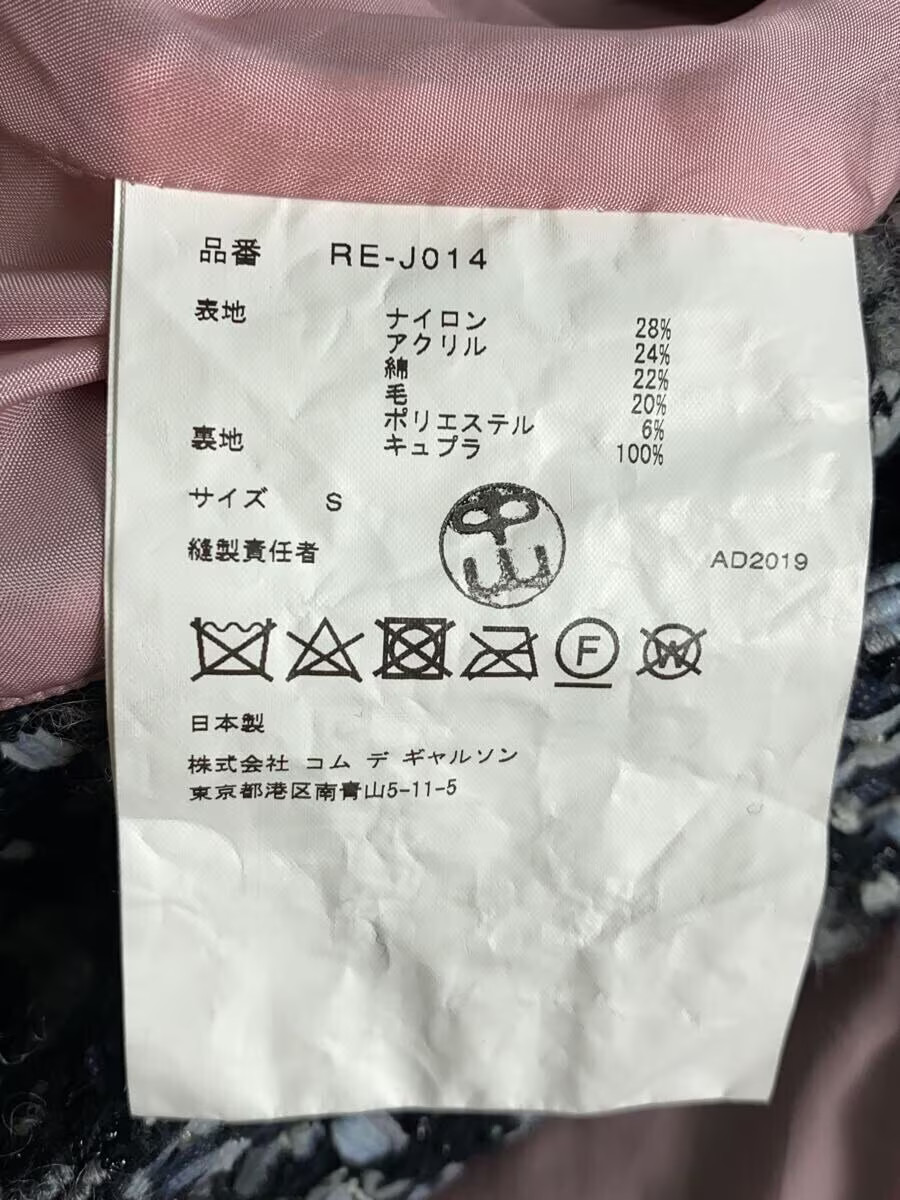 品番 RE-J014
表地 ナイロン 28%
アクリル 24%
綿 22%
毛 20%
ポリエステル 6%
裏地 キュプラ 100%
サイズ S
縫製責任者 中山 AD2019
F W
日本製
株式会社 コム デ ギャルソン
東京都港区南青山5-11-5